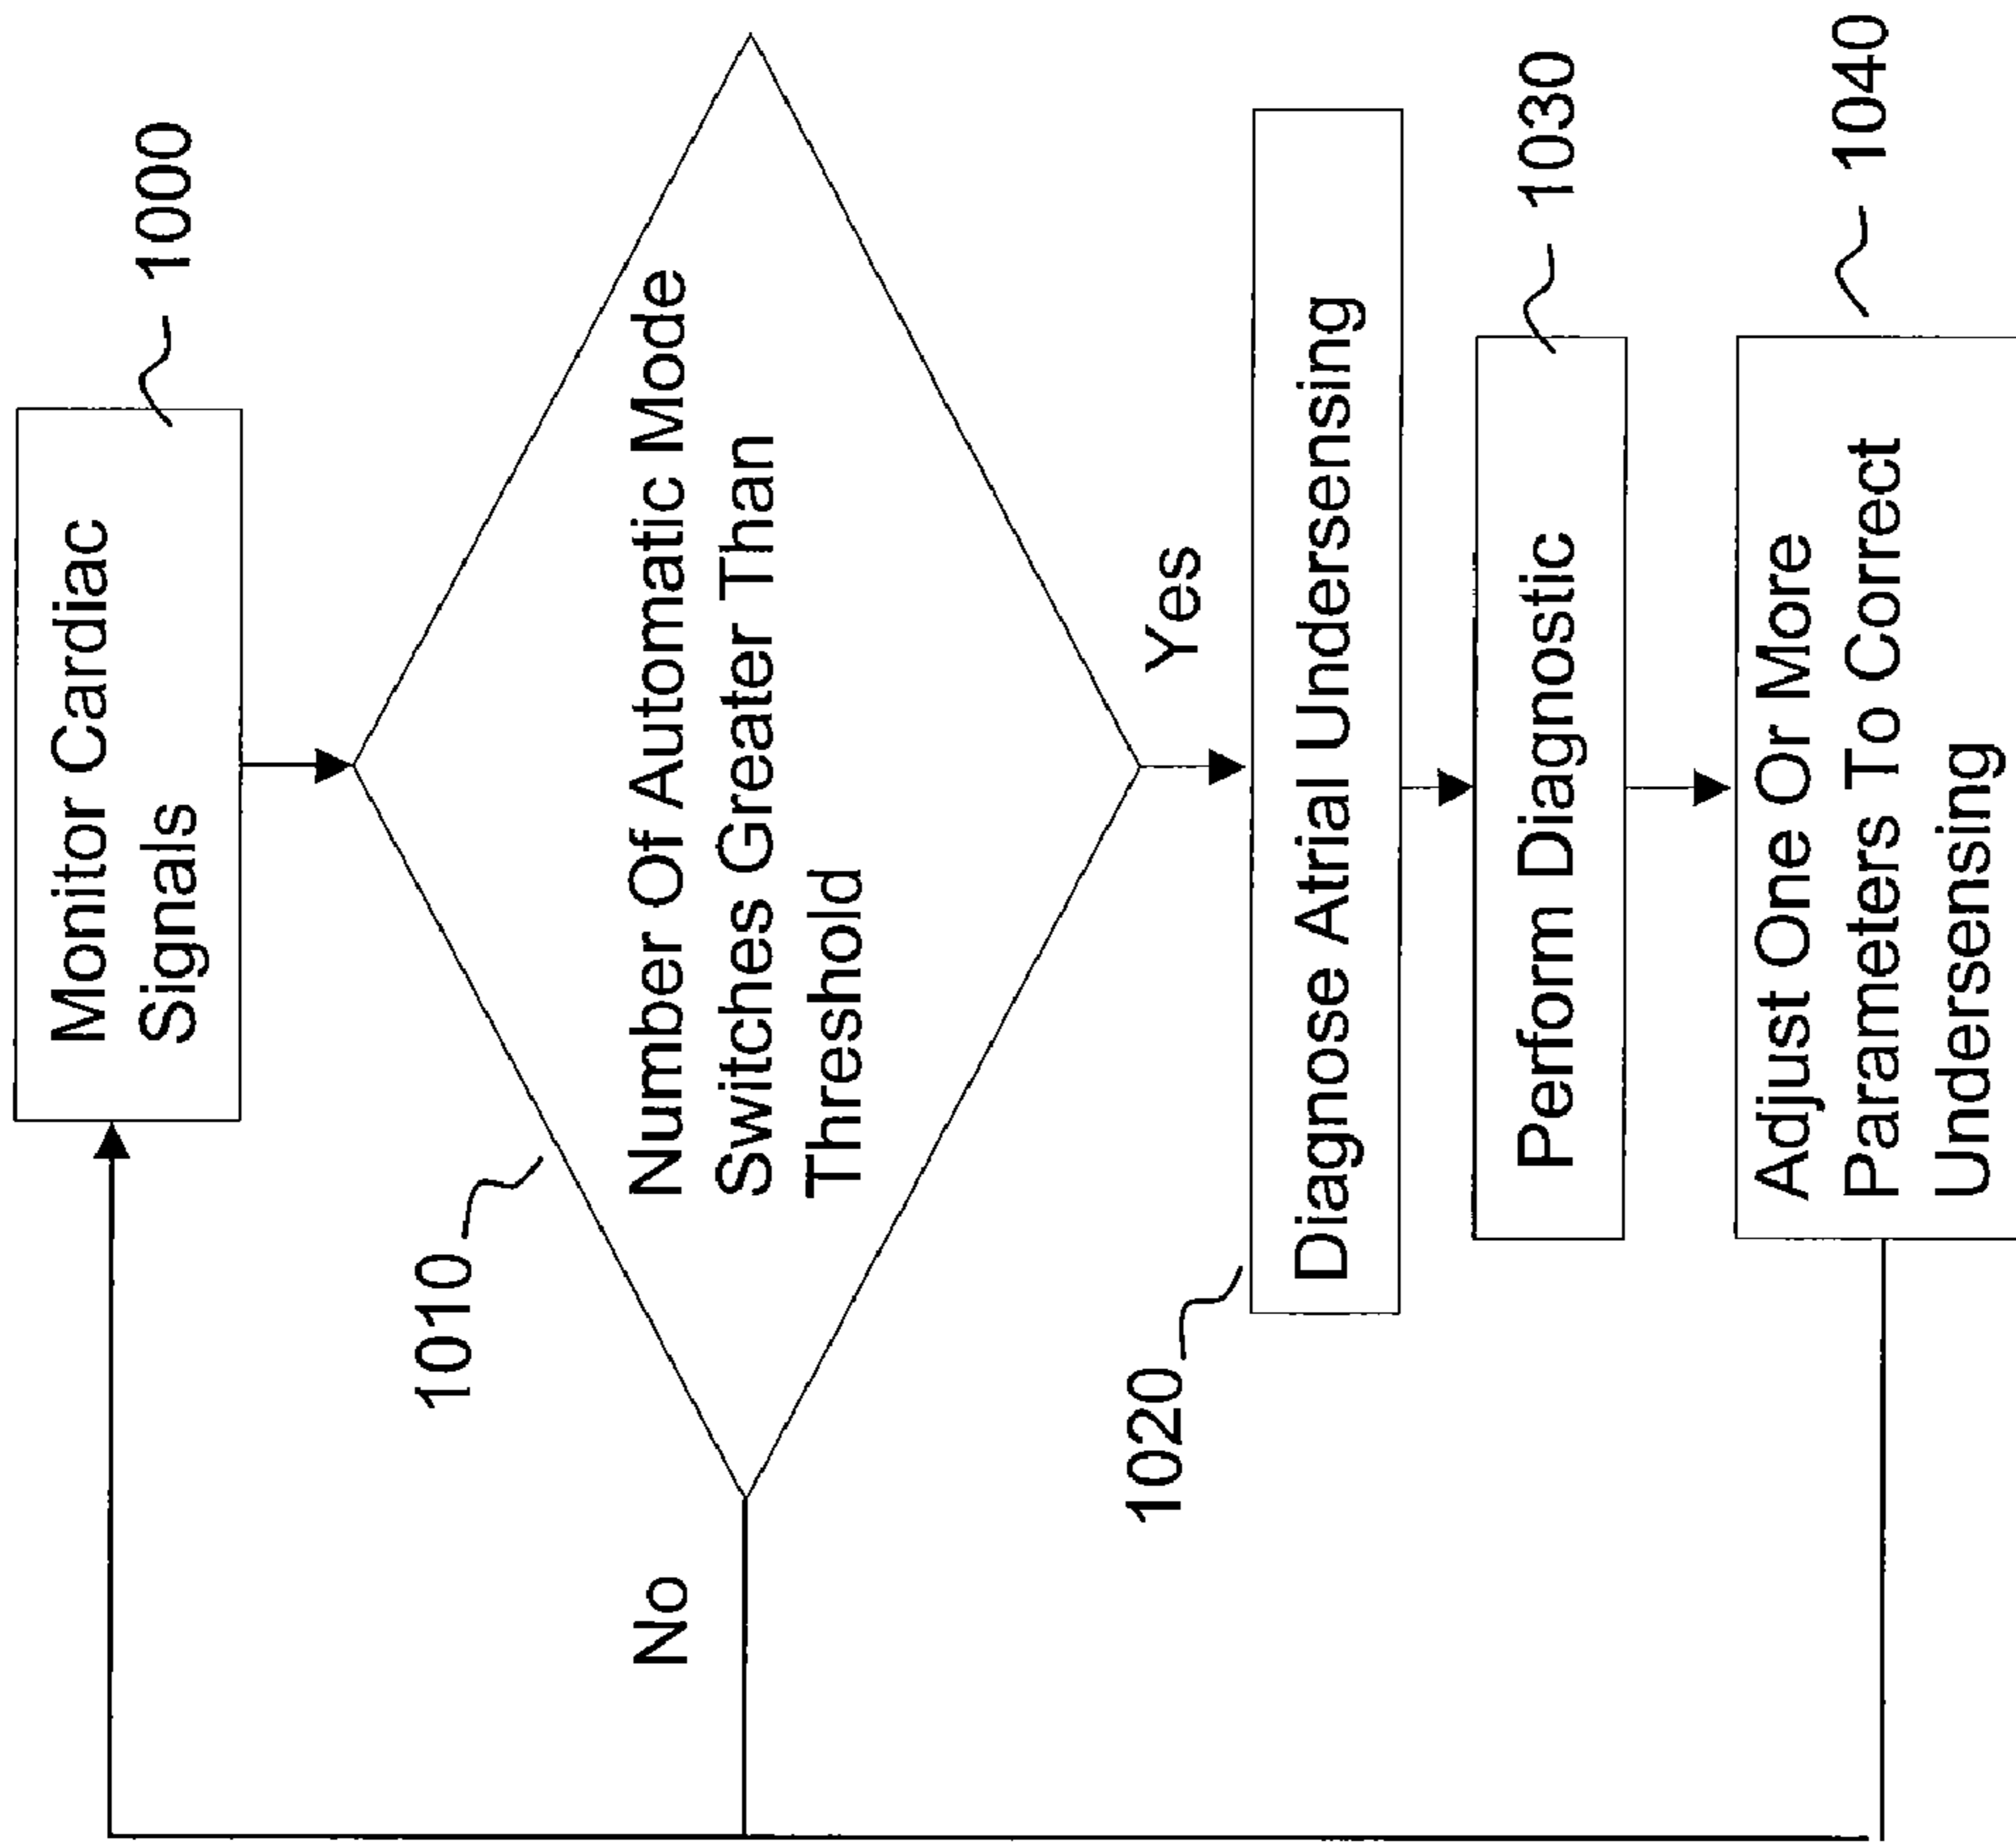 Monitor Cardiac
Signals
1000
1010
Number Of Automatic Mode
Switches Greater Than
Threshold
No
Yes
1020
Diagnose Atrial Undersensing
Perform Diagnostic
1030
Adjust One Or More
Parameters To Correct
Undersensing
1040